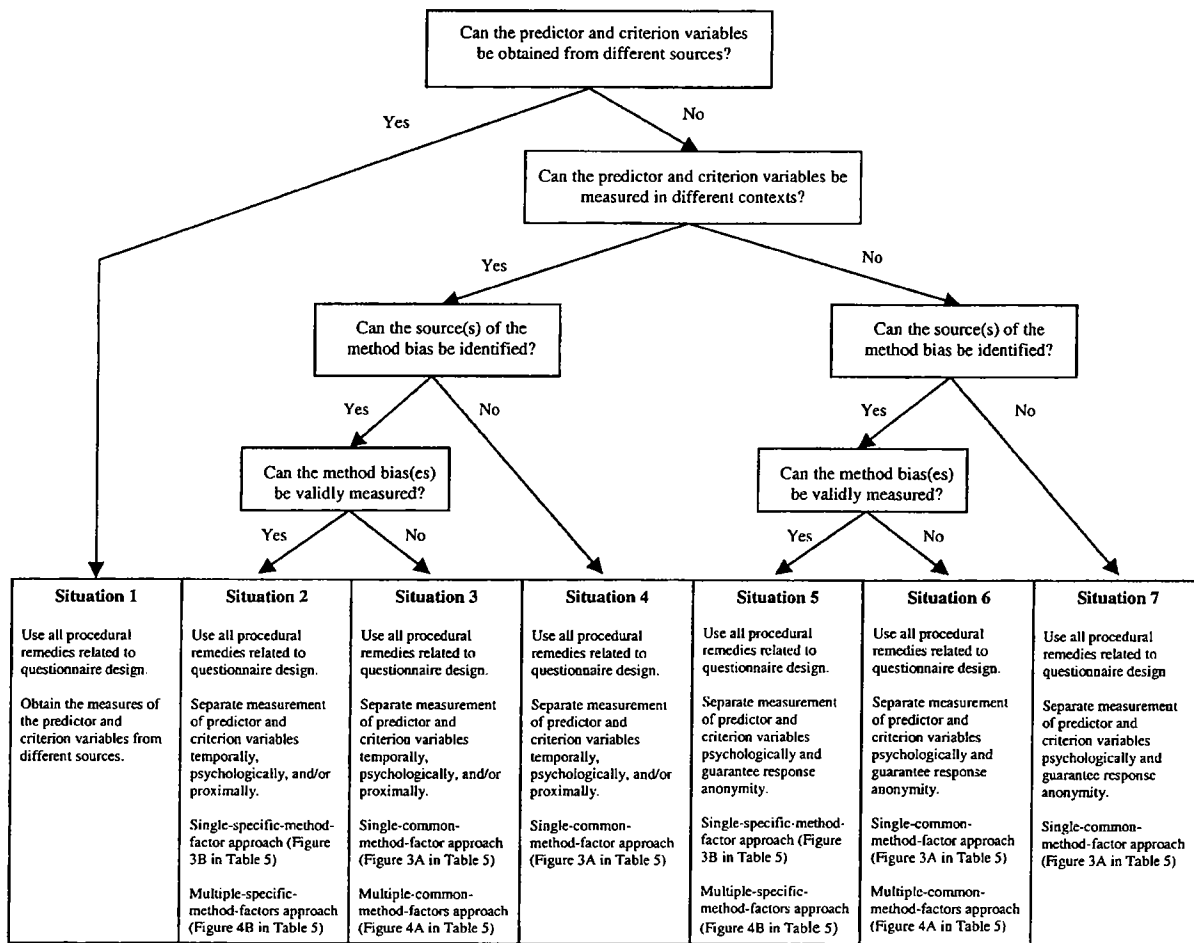 Can the predictor and criterion variables
be obtained from different sources?
Yes
No
Can the predictor and criterion variables be
measured in different contexts?
Yes
No
Can the source(s) of the
method bias be identified?
Can the source(s) of the
method bias be identified?
Yes
No
Yes
No
Can the method bias(es)
be validly measured?
Can the method bias(es)
be validly measured?
Yes
No
Yes
No
Situation 1
Use all procedural
remedies related to
questionnaire design.
Obtain the measures of
the predictor and
criterion variables from
different sources.
Situation 2
Use all procedural
remedies related to
questionnaire design.
Separate measurement
of predictor and
criterion variables
temporally,
psychologically, and/or
proximally.
Single-specific-method-
factor approach (Figure
3B in Table 5)
Multiple-specific-
method-factors approach
(Figure 4B in Table 5)
Situation 3
Use all procedural
remedies related to
questionnaire design.
Separate measurement
of predictor and
criterion variables
temporally,
psychologically, and/or
proximally.
Single-common-
method-factor approach
(Figure 3A in Table 5)
Multiple-common-
method-factors approach
(Figure 4A in Table 5)
Situation 4
Use all procedural
remedies related to
questionnaire design.
Separate measurement
of predictor and
criterion variables
temporally,
psychologically, and/or
proximally.
Single-common-
method-factor approach
(Figure 3A in Table 5)
Situation 5
Use all procedural
remedies related to
questionnaire design.
Separate measurement
of predictor and
criterion variables
psychologically and
guarantee response
anonymity.
Single-specific-method-
factor approach (Figure
3B in Table 5)
Multiple-specific-
method-factors approach
(Figure 4B in Table 5)
Situation 6
Use all procedural
remedies related to
questionnaire design.
Separate measurement
of predictor and
criterion variables
psychologically and
guarantee response
anonymity.
Single-common-
method-factor approach
(Figure 3A in Table 5)
Multiple-common-
method-factors approach
(Figure 4A in Table 5)
Situation 7
Use all procedural
remedies related to
questionnaire design
Separate measurement
of predictor and
criterion variables
psychologically and
guarantee response
anonymity.
Single-common-
method-factor approach
(Figure 3A in Table 5)